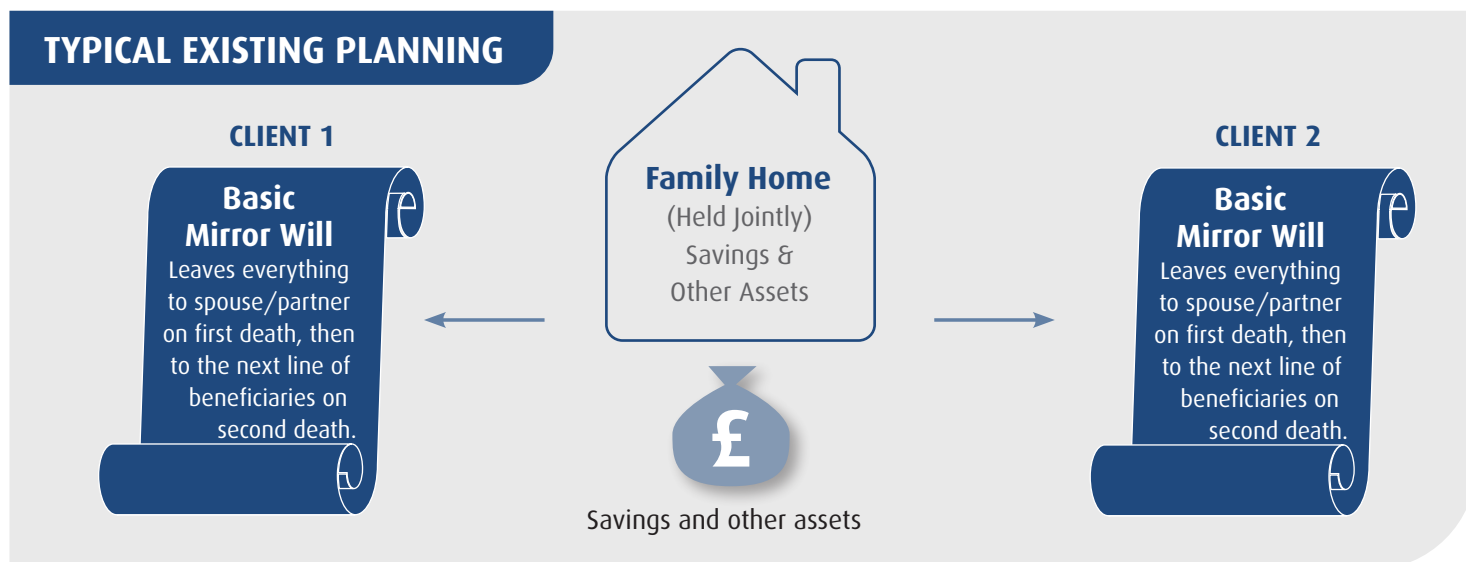 TYPICAL EXISTING PLANNING
CLIENT 1
Basic
Mirror Will
Leaves everything
to spouse/partner
on first death, then
to the next line of
beneficiaries on
second death.
Family Home
(Held Jointly)
Savings &
Other Assets
£
Savings and other assets
CLIENT 2
Basic
Mirror Will
Leaves everything
to spouse/partner
on first death, then
to the next line of
beneficiaries on
second death.